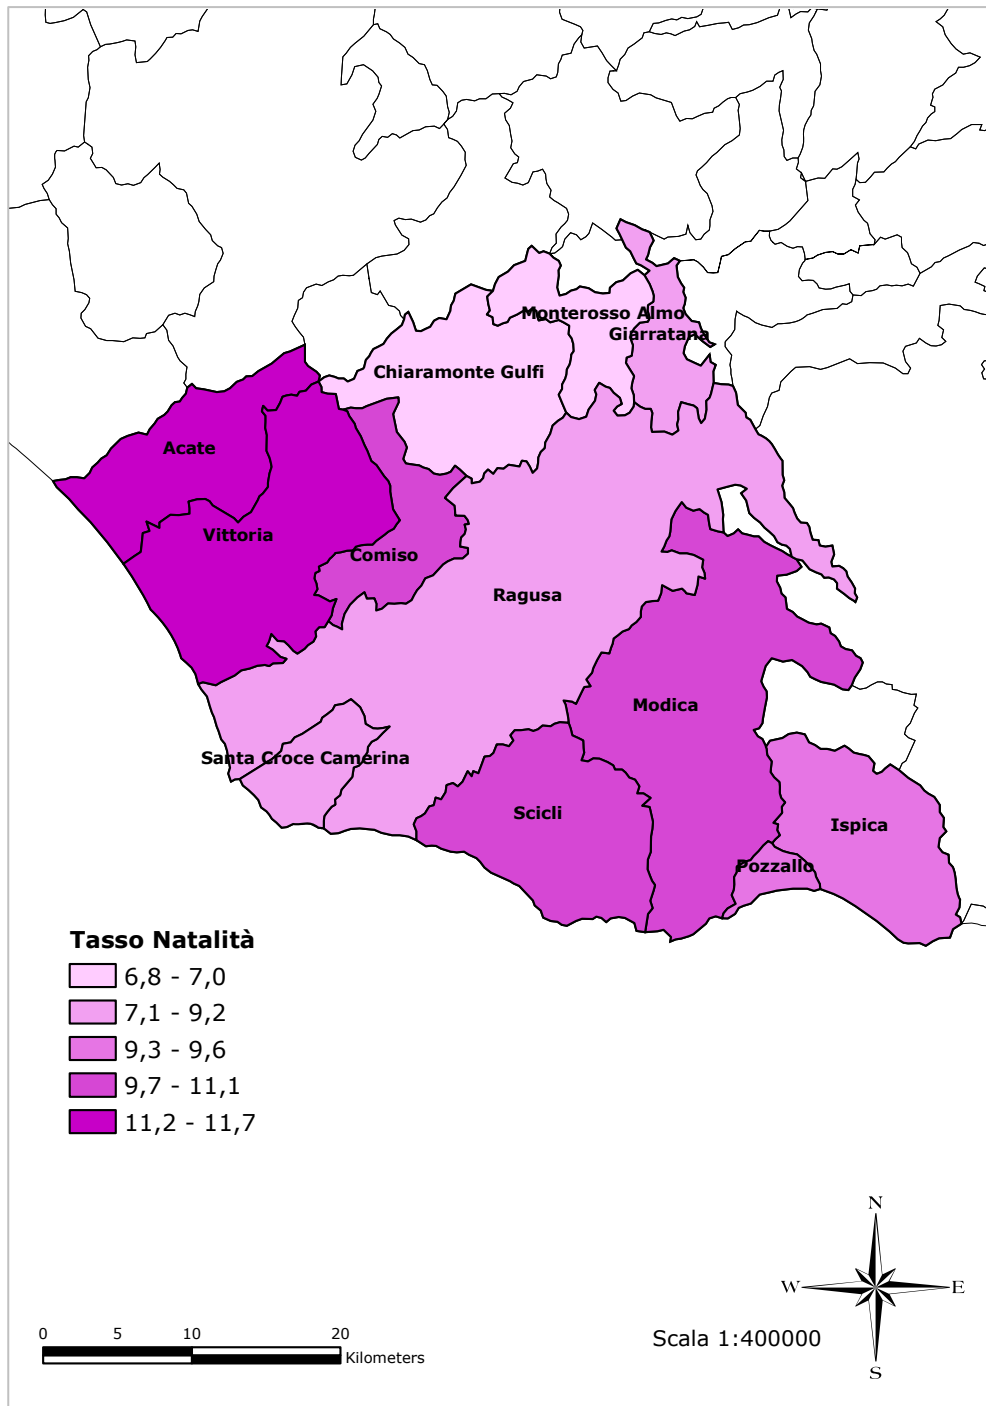 Monterosso Almo
Giarratana
Chiaramonte Gulfi
Acate
Vittoria
Comiso
Ragusa
Modica
Santa Croce Camerina
Scicli
Ispica
Pozzallo
Tasso Natalità
6,8 - 7,0
7,1 - 9,2
9,3 - 9,6
9,7 - 11,1
11,2 - 11,7
N
W E
S
0 5 10 20
Kilometers
Scala 1:400000